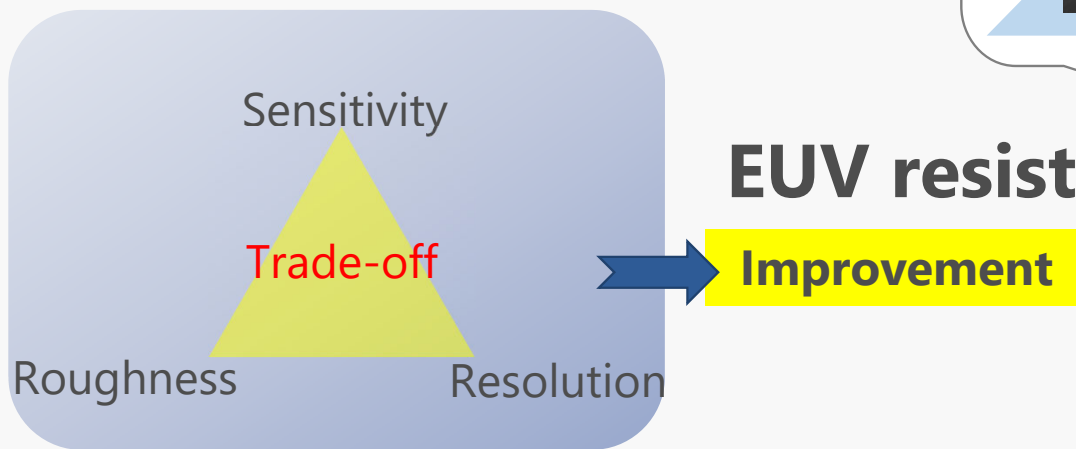 Sensitivity
Trade-off
Roughness
Resolution
EUV resist
Improvement